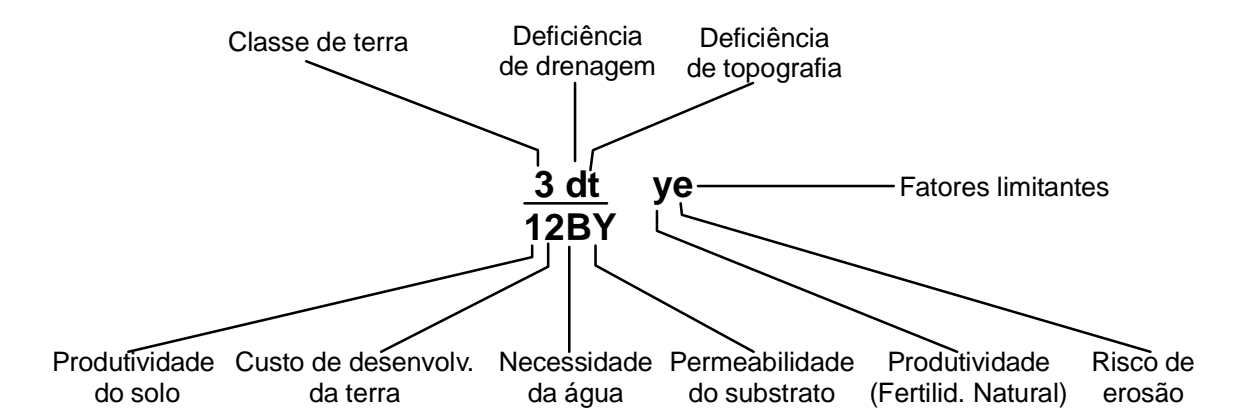 Classe de terra
Deficiência
de drenagem
Deficiência
de topografia
3 dt
12BY
ye
Fatores limitantes
Produtividade
do solo
Custo de desenvolv.
da terra
Necessidade
da água
Permeabilidade
do substrato
Produtividade
(Fertilid. Natural)
Risco de
erosão